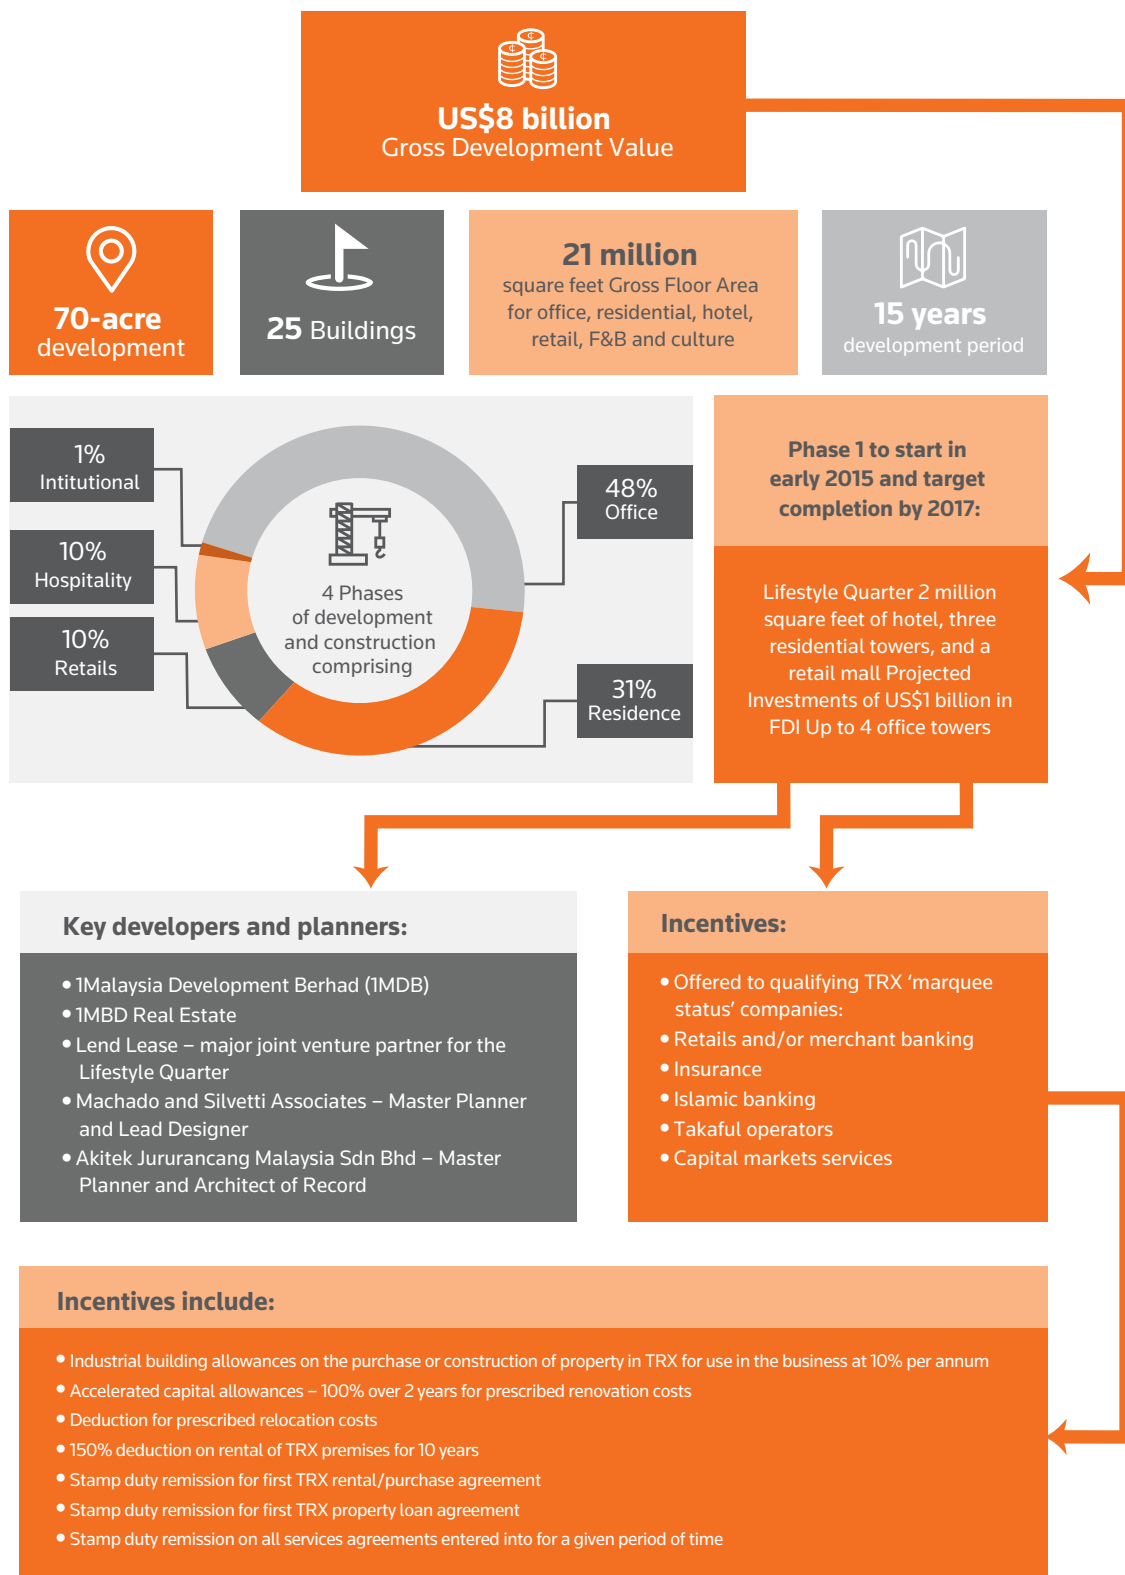 US$8 billion
Gross Development Value
70-acre
development
25 Buildings
21 million
square feet Gross Floor Area
for office, residential, hotel,
retail, F&B and culture
15 years
development period
1%
Intitutional
10%
Hospitality
10%
Retails
4 Phases
of development
and construction
comprising
48%
Office
31%
Residence
Phase 1 to start in
early 2015 and target
completion by 2017:
Lifestyle Quarter 2 million
square feet of hotel, three
residential towers, and a
retail mall Projected
Investments of US$1 billion in
FDI Up to 4 office towers
Key developers and planners:
• 1Malaysia Development Berhad (1MDB)
• 1MBD Real Estate
• Lend Lease – major joint venture partner for the
Lifestyle Quarter
• Machado and Silvetti Associates – Master Planner
and Lead Designer
• Akitek Jururancang Malaysia Sdn Bhd – Master
Planner and Architect of Record
Incentives:
• Offered to qualifying TRX ‘marquee
status’ companies:
• Retails and/or merchant banking
• Insurance
• Islamic banking
• Takaful operators
• Capital markets services
Incentives include:
• Industrial building allowances on the purchase or construction of property in TRX for use in the business at 10% per annum
• Accelerated capital allowances – 100% over 2 years for prescribed renovation costs
• Deduction for prescribed relocation costs
• 150% deduction on rental of TRX premises for 10 years
• Stamp duty remission for first TRX rental/purchase agreement
• Stamp duty remission for first TRX property loan agreement
• Stamp duty remission on all services agreements entered into for a given period of time